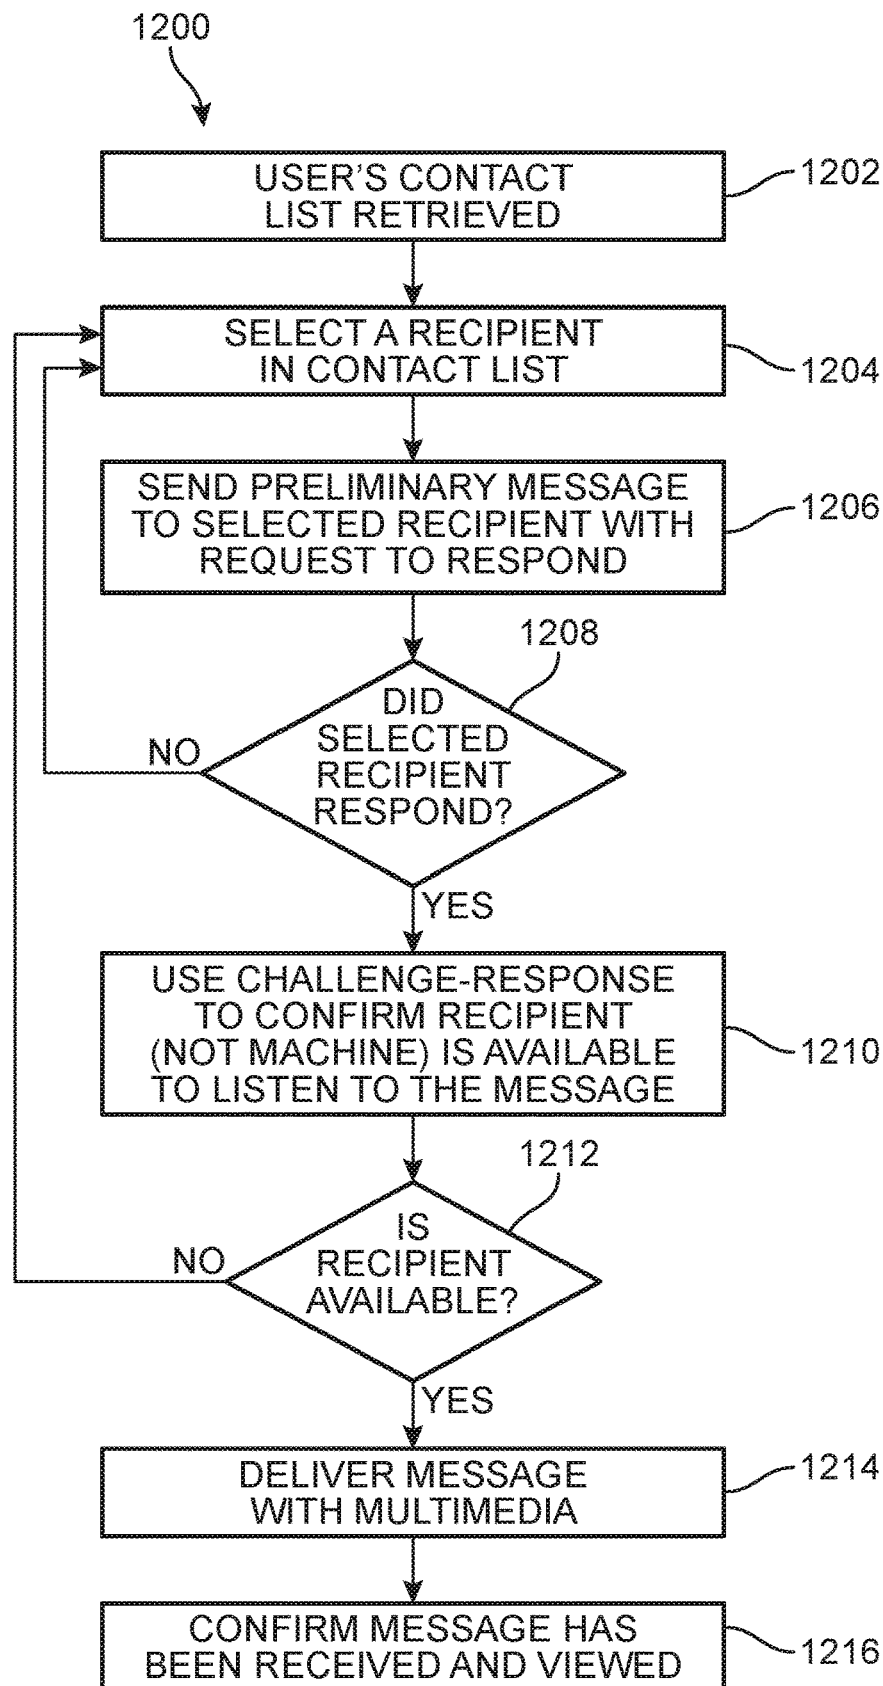 1200
USER'S CONTACT
LIST RETRIEVED
1202
SELECT A RECIPIENT
IN CONTACT LIST
1204
SEND PRELIMINARY MESSAGE
TO SELECTED RECIPIENT WITH
REQUEST TO RESPOND
1206
1208
DID
SELECTED
RECIPIENT
RESPOND?
NO
YES
USE CHALLENGE-RESPONSE
TO CONFIRM RECIPIENT
(NOT MACHINE) IS AVAILABLE
TO LISTEN TO THE MESSAGE
1210
1212
IS
RECIPIENT
AVAILABLE?
NO
YES
DELIVER MESSAGE
WITH MULTIMEDIA
1214
CONFIRM MESSAGE HAS
BEEN RECEIVED AND VIEWED
1216